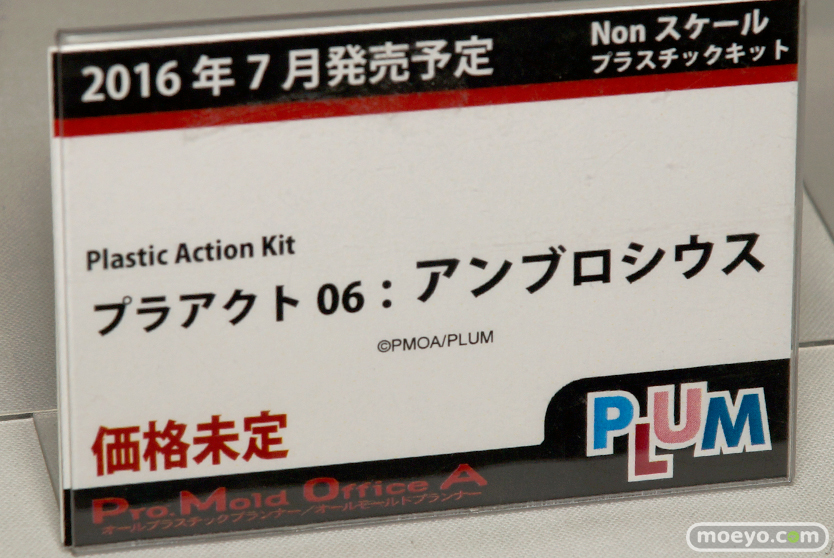 2016年7月発売予定
Non スケール
プラスチックキット
Plastic Action Kit
プラアクト 06：アンブロシウス
©PMOA/PLUM
価格未定
PLUM
Pro.Mold Office A
オールプラスチックプランナー／オールモールドプランナー
moeyo.com